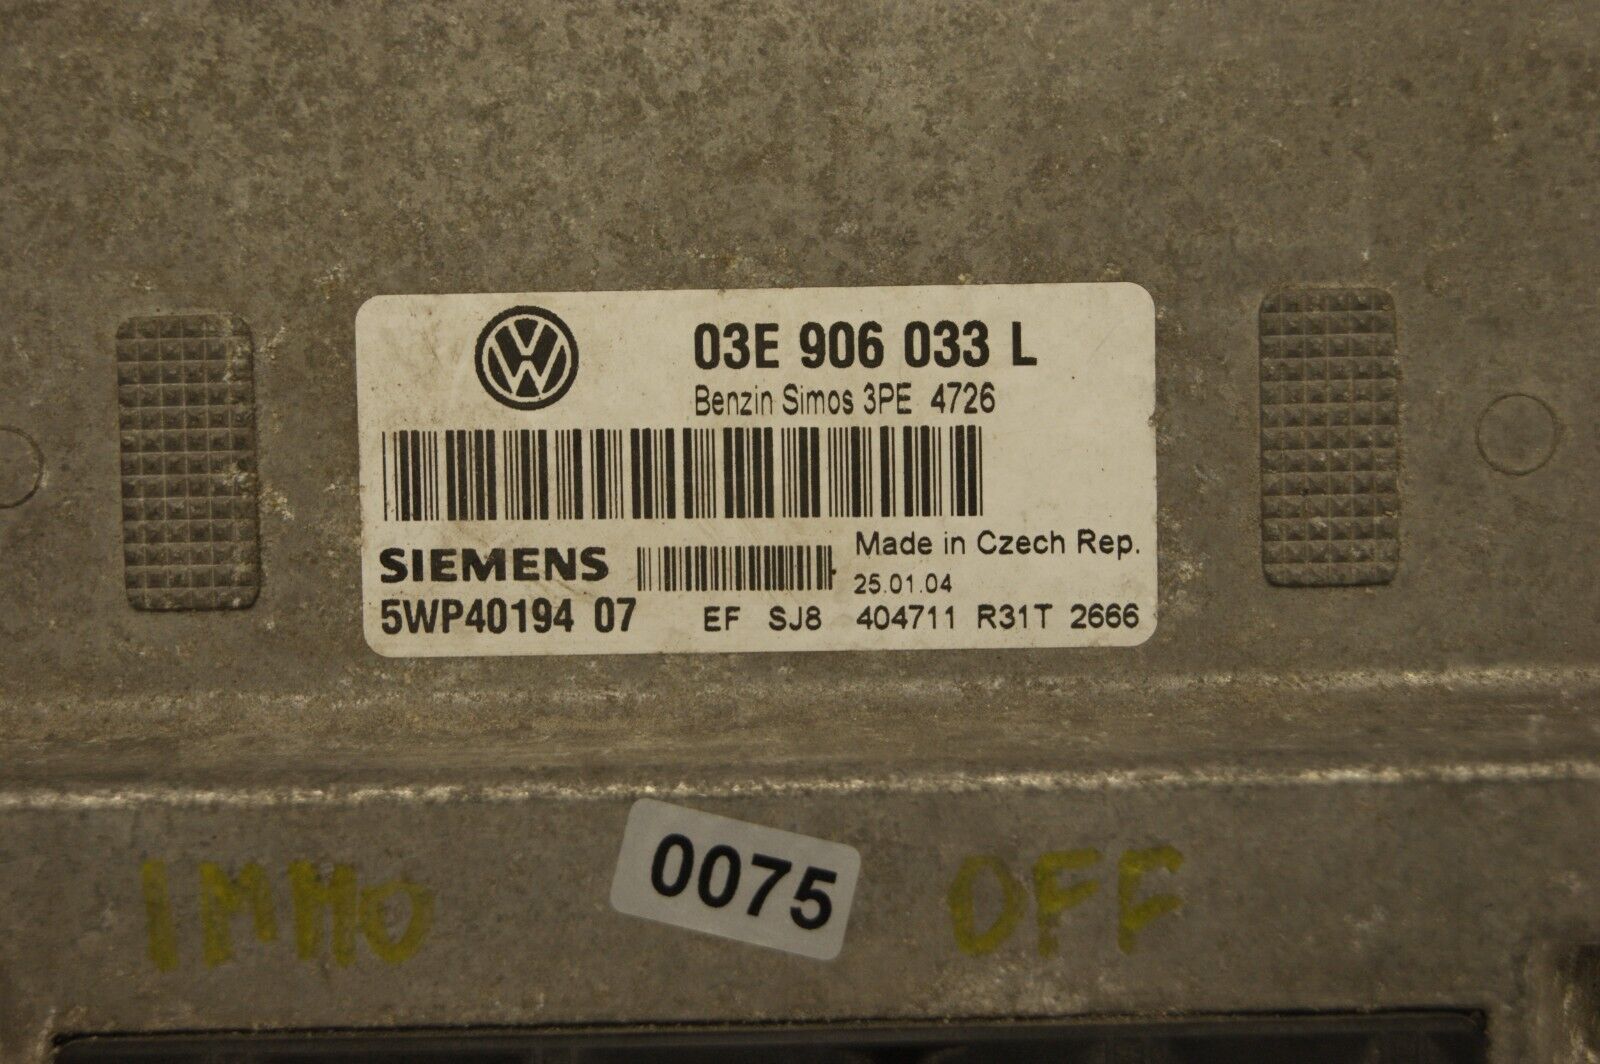 03E 906 033 L
Benzin Simos 3PE 4726
SIEMENS
Made in Czech Rep.
25.01.04
5WP40194 07 EF SJ8 404711 R31T 2666
0075
IMMO OFF